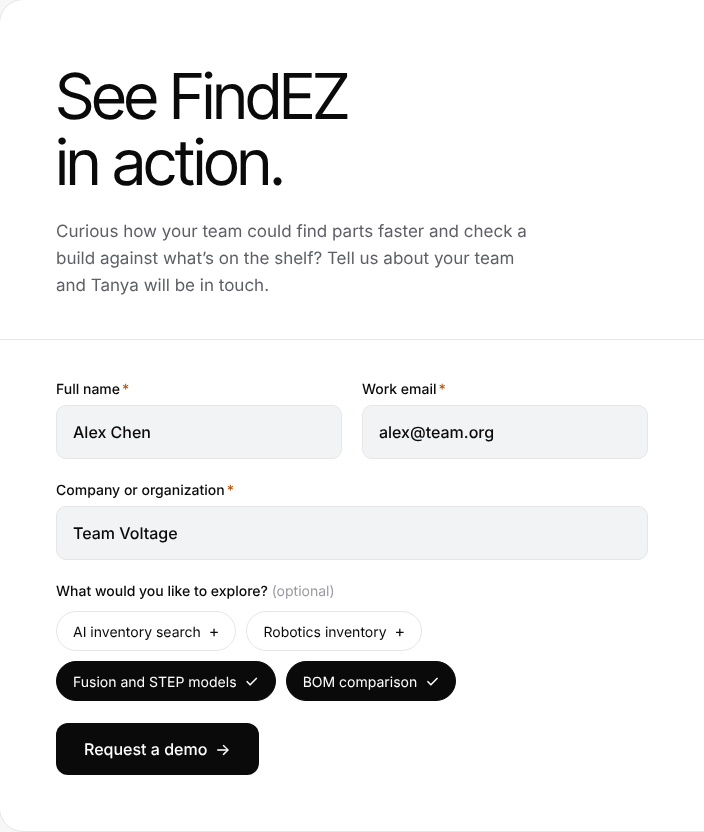 See FindEZ
in action.
Curious how your team could find parts faster and check a
build against what’s on the shelf? Tell us about your team
and Tanya will be in touch.
Full name* Work email*
Alex Chen alex@team.org
Company or organization*
Team Voltage
What would you like to explore? (optional)
AI inventory search + Robotics inventory +
Fusion and STEP models ✓ BOM comparison ✓
Request a demo →